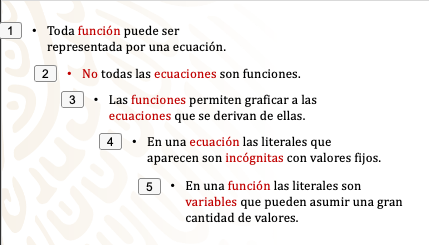 1 • Toda función puede ser
representada por una ecuación.
2 • No todas las ecuaciones son funciones.
3 • Las funciones permiten graficar a las
ecuaciones que se derivan de ellas.
4 • En una ecuación las literales que
aparecen son incógnitas con valores fijos.
5 • En una función las literales son
variables que pueden asumir una gran
cantidad de valores.